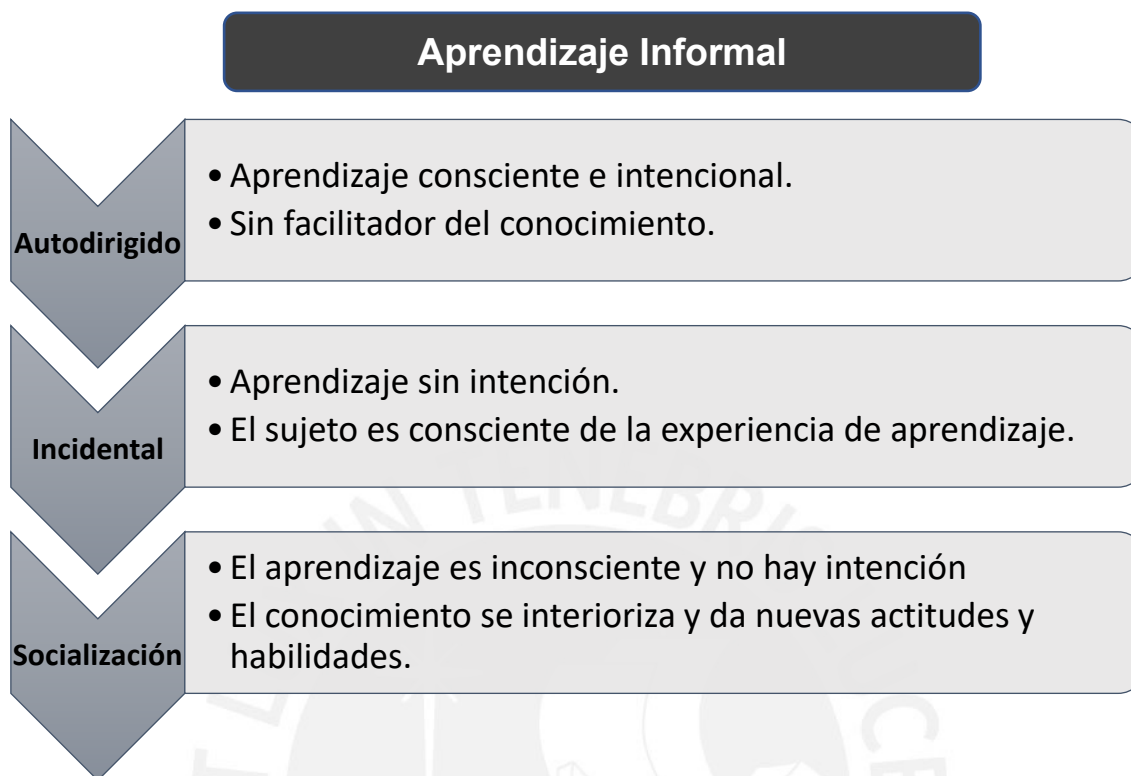 Aprendizaje Informal
Autodirigido
• Aprendizaje consciente e intencional.
• Sin facilitador del conocimiento.
Incidental
• Aprendizaje sin intención.
• El sujeto es consciente de la experiencia de aprendizaje.
Socialización
• El aprendizaje es inconsciente y no hay intención
• El conocimiento se interioriza y da nuevas actitudes y
habilidades.
IN TENEBRIS